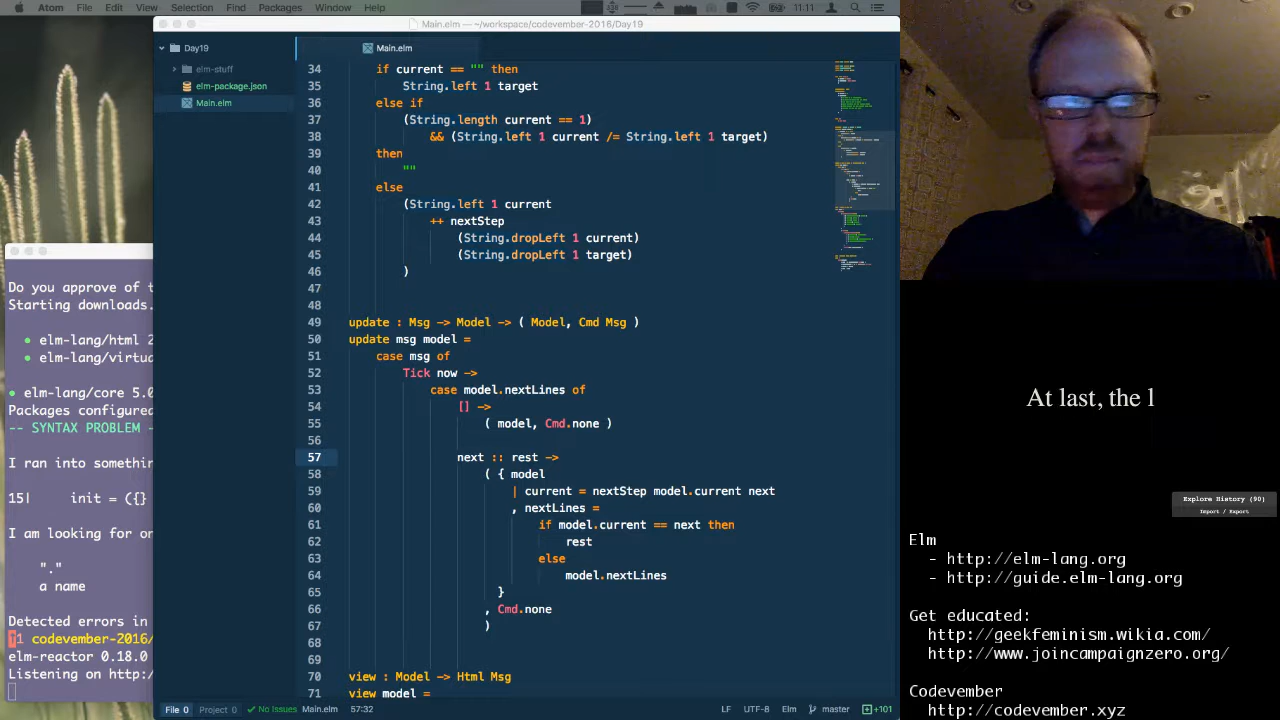 Atom File Edit View Selection Find Packages Window Help 11:11
Main.elm — ~/workspace/codevember-2016/Day19
Day19
elm-stuff
elm-package.json
Main.elm
Main.elm
34 if current == "" then
35 String.left 1 target
36 else if
37 (String.length current == 1)
38 && (String.left 1 current /= String.left 1 target)
39 then
40 ""
41 else
42 (String.left 1 current
43 ++ nextStep
44 (String.dropLeft 1 current)
45 (String.dropLeft 1 target)
46 )
47
48
49 update : Msg -> Model -> ( Model, Cmd Msg )
50 update msg model =
51 case msg of
52 Tick now ->
53 case model.nextLines of
54 [] ->
55 ( model, Cmd.none )
56
57 next :: rest ->
58 ( { model
59 | current = nextStep model.current next
60 , nextLines =
61 if model.current == next then
62 rest
63 else
64 model.nextLines
65 }
66 , Cmd.none
67 )
68
69
70 view : Model -> Html Msg
71 view model =
File 0 Project 0 No Issues Main.elm 57:32 LF UTF-8 Elm master +101
Do you approve of t
Starting downloads.
elm-lang/html 2
elm-lang/virtua
elm-lang/core 5.0
Packages configured
-- SYNTAX PROBLEM -
I ran into somethin
15| init = ({}
I am looking for on
"."
a name
Detected errors in
1 codevember-2016/
elm-reactor 0.18.0
Listening on http:/
At last, the l
Explore History (90)
Import / Export
Elm
- http://elm-lang.org
- http://guide.elm-lang.org
Get educated:
http://geekfeminism.wikia.com/
http://www.joincampaignzero.org/
Codevember
http://codevember.xyz